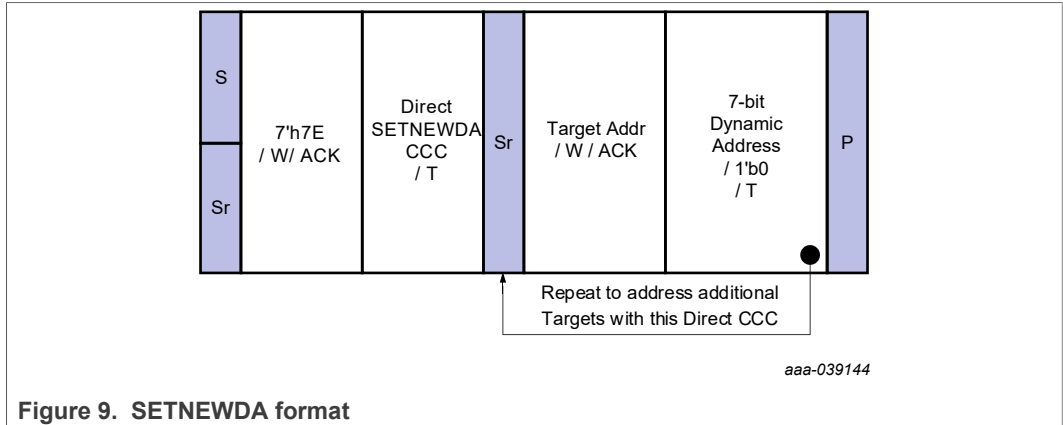 S
Sr
7'h7E
/ W/ ACK
Direct
SETNEWDA
CCC
/ T
Sr
Target Addr
/ W / ACK
7-bit
Dynamic
Address
/ 1'b0
/ T
P
Repeat to address additional
Targets with this Direct CCC
aaa-039144
Figure 9. SETNEWDA format